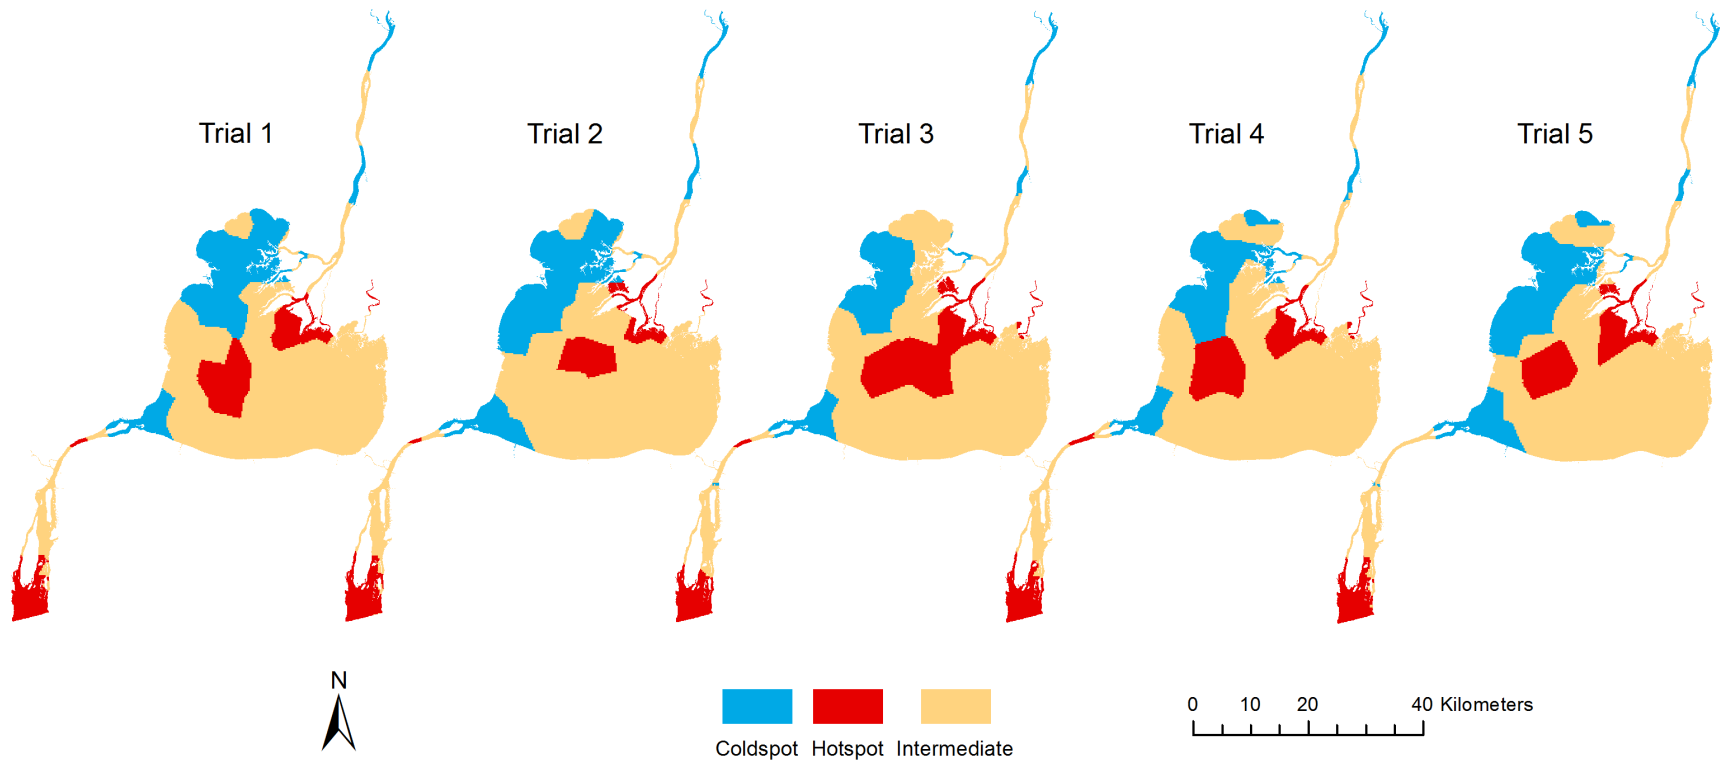 Trial 1
Trial 2
Trial 3
Trial 4
Trial 5
N
Coldspot
Hotspot
Intermediate
0 10 20 40 Kilometers